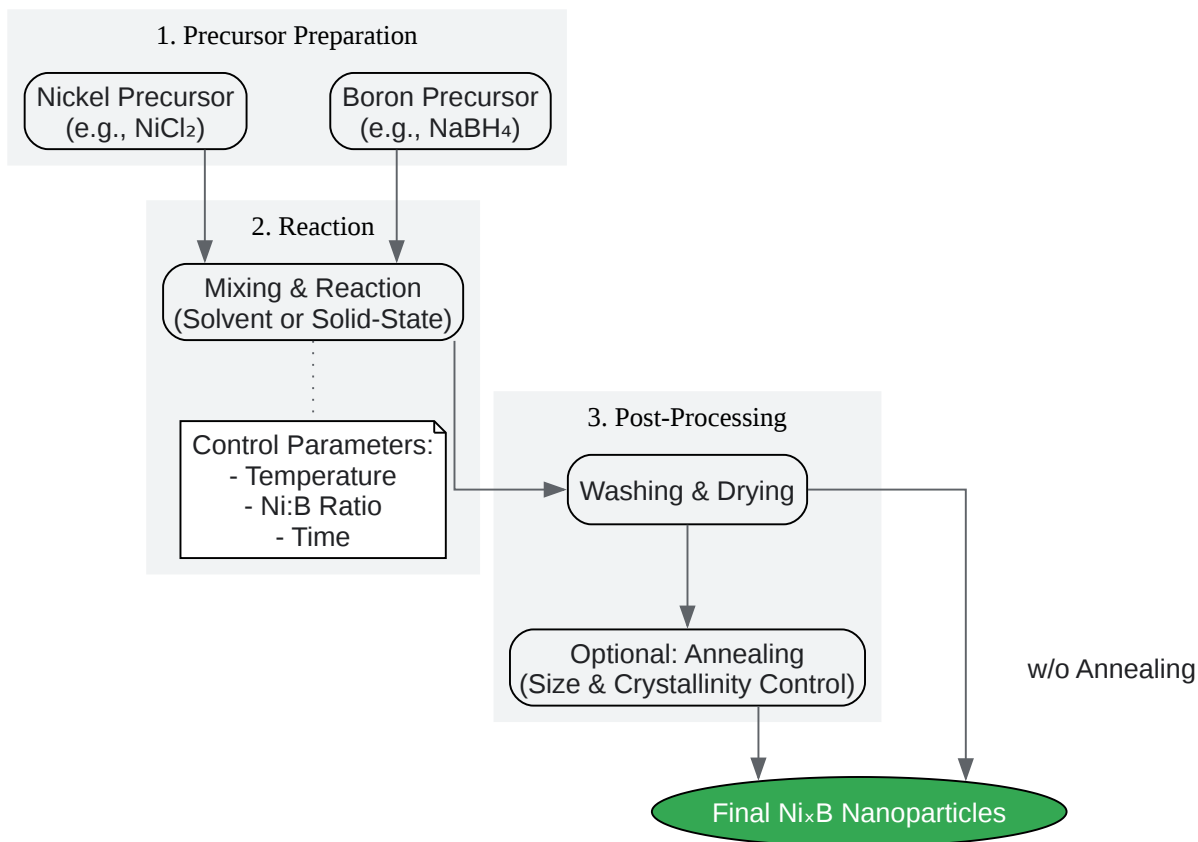 1. Precursor Preparation
Nickel Precursor
(e.g., NiCl₂)
Boron Precursor
(e.g., NaBH₄)
2. Reaction
Mixing & Reaction
(Solvent or Solid-State)
Control Parameters:
- Temperature
- Ni:B Ratio
- Time
3. Post-Processing
Washing & Drying
Optional: Annealing
(Size & Crystallinity Control)
w/o Annealing
Final NiₓB Nanoparticles